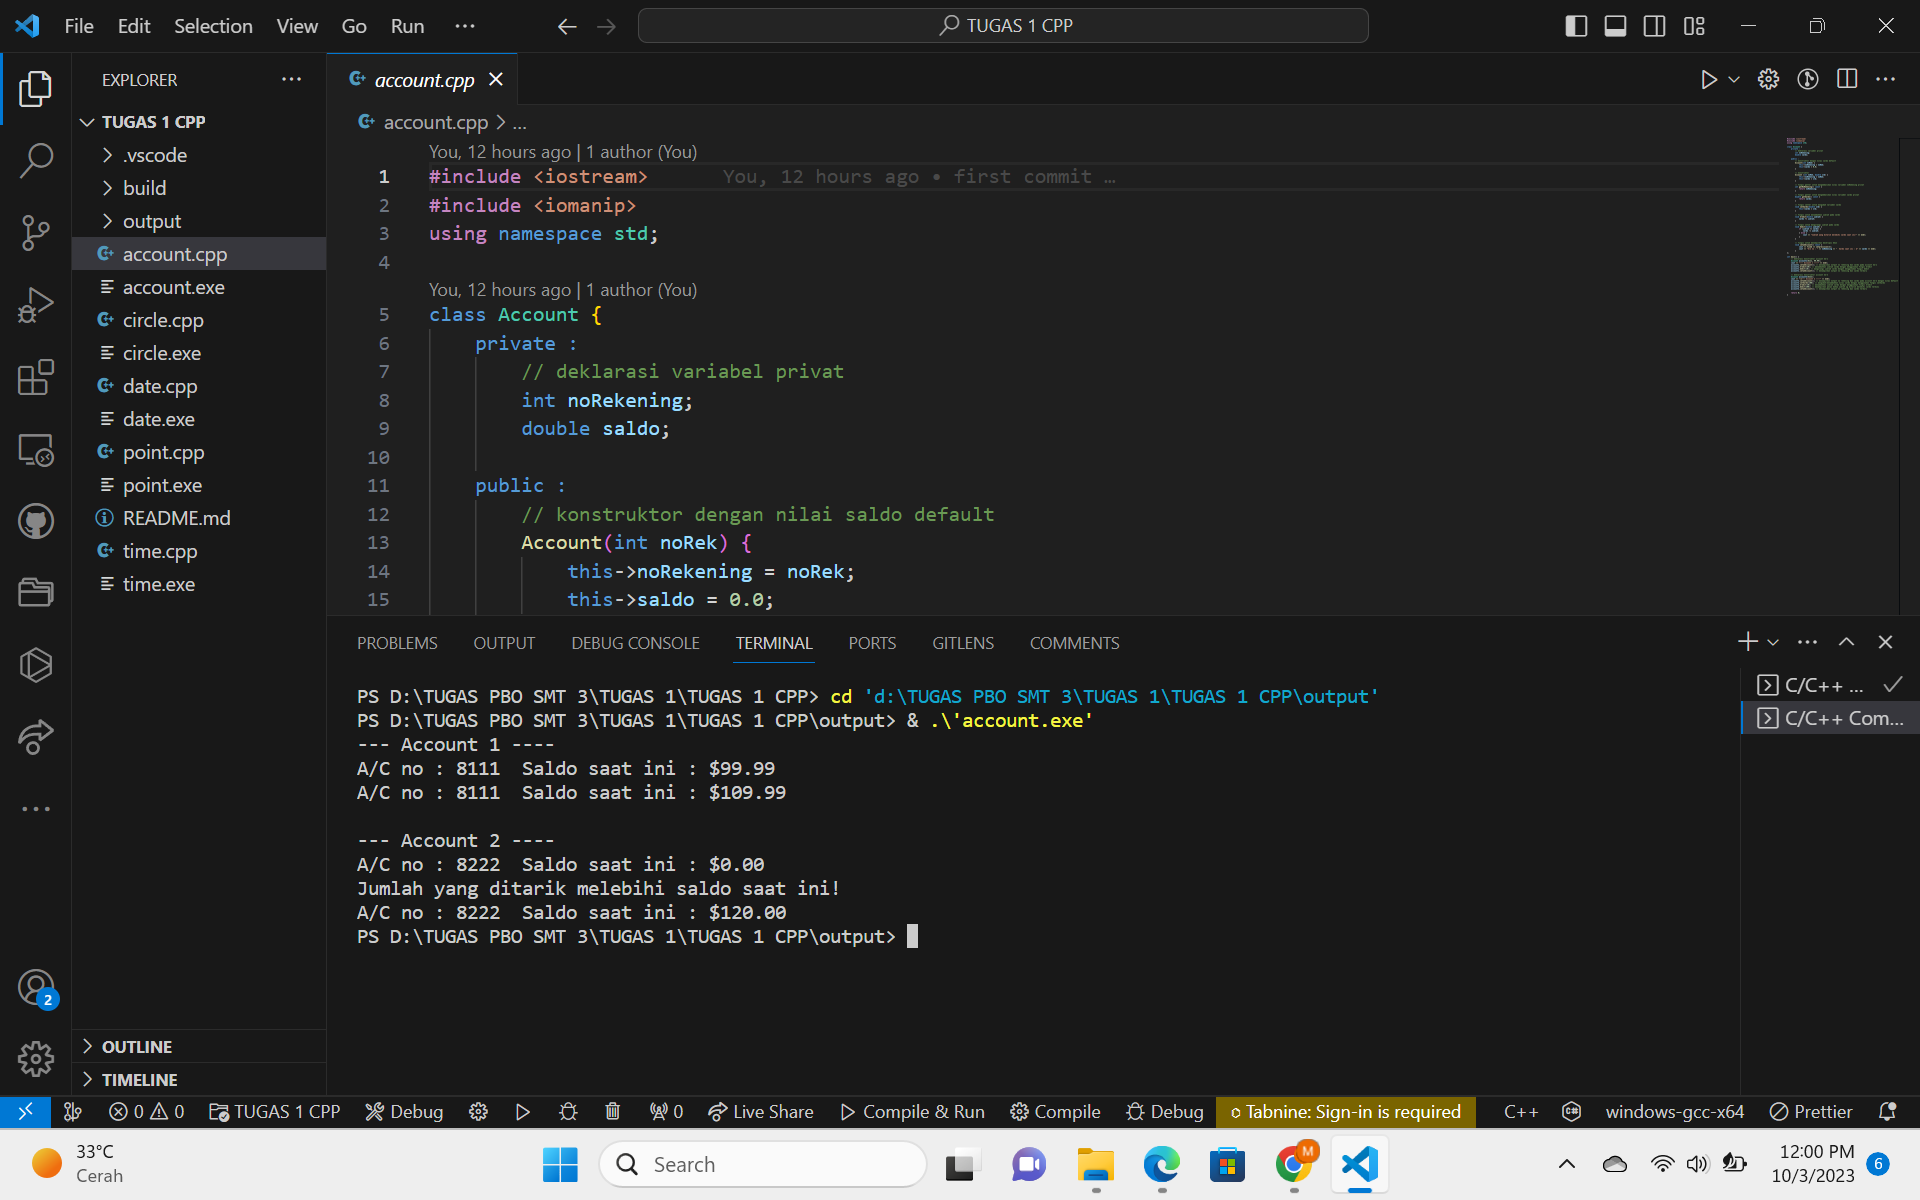 File Edit Selection View Go Run ···
TUGAS 1 CPP
EXPLORER
TUGAS 1 CPP
.vscode
build
output
account.cpp
account.exe
circle.cpp
circle.exe
date.cpp
date.exe
point.cpp
point.exe
README.md
time.cpp
time.exe
OUTLINE
TIMELINE
2
account.cpp
account.cpp > ...
You, 12 hours ago | 1 author (You)
1 #include <iostream> You, 12 hours ago • first commit …
2 #include <iomanip>
3 using namespace std;
4
You, 12 hours ago | 1 author (You)
5 class Account {
6 private :
7 // deklarasi variabel privat
8 int noRekening;
9 double saldo;
10
11 public :
12 // konstruktor dengan nilai saldo default
13 Account(int noRek) {
14 this->noRekening = noRek;
15 this->saldo = 0.0;
PROBLEMS OUTPUT DEBUG CONSOLE TERMINAL PORTS GITLENS COMMENTS
PS D:\TUGAS PBO SMT 3\TUGAS 1\TUGAS 1 CPP> cd 'd:\TUGAS PBO SMT 3\TUGAS 1\TUGAS 1 CPP\output'
PS D:\TUGAS PBO SMT 3\TUGAS 1\TUGAS 1 CPP\output> & .\'account.exe'
--- Account 1 ----
A/C no : 8111  Saldo saat ini : $99.99
A/C no : 8111  Saldo saat ini : $109.99
--- Account 2 ----
A/C no : 8222  Saldo saat ini : $0.00
Jumlah yang ditarik melebihi saldo saat ini!
A/C no : 8222  Saldo saat ini : $120.00
PS D:\TUGAS PBO SMT 3\TUGAS 1\TUGAS 1 CPP\output>
C/C++ ...
C/C++ Com...
0 0 TUGAS 1 CPP Debug 0 Live Share Compile & Run Compile Debug Tabnine: Sign-in is required C++ windows-gcc-x64 Prettier
33°C
Cerah
Search
M
12:00 PM
10/3/2023
6